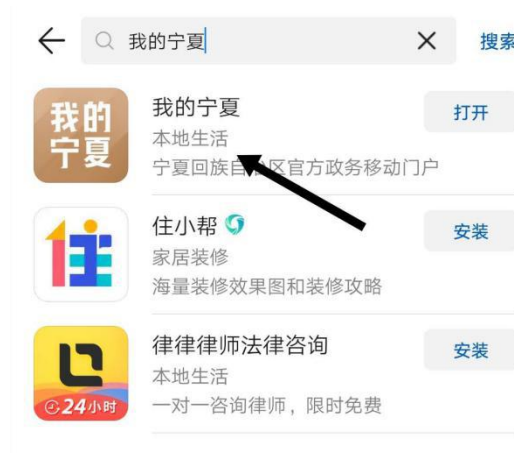 我的宁夏
搜索
我的
宁夏
我的宁夏
本地生活
打开
宁夏回族自治区官方政务移动门户
住小帮
家居装修
安装
海量装修效果图和装修攻略
律律律师法律咨询
本地生活
安装
24小时
一对一咨询律师，限时免费